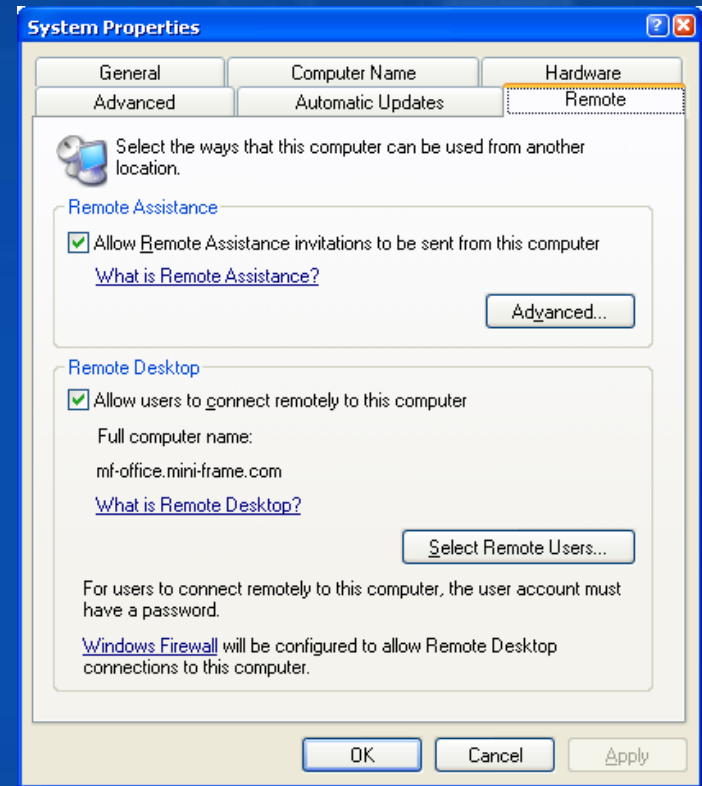 System Properties
General
Computer Name
Hardware
Advanced
Automatic Updates
Remote
Select the ways that this computer can be used from another
location.
Remote Assistance
Allow Remote Assistance invitations to be sent from this computer
What is Remote Assistance?
Advanced...
Remote Desktop
Allow users to connect remotely to this computer
Full computer name:
mf-office.mini-frame.com
What is Remote Desktop?
Select Remote Users...
For users to connect remotely to this computer, the user account must
have a password.
Windows Firewall will be configured to allow Remote Desktop
connections to this computer.
OK
Cancel
Apply